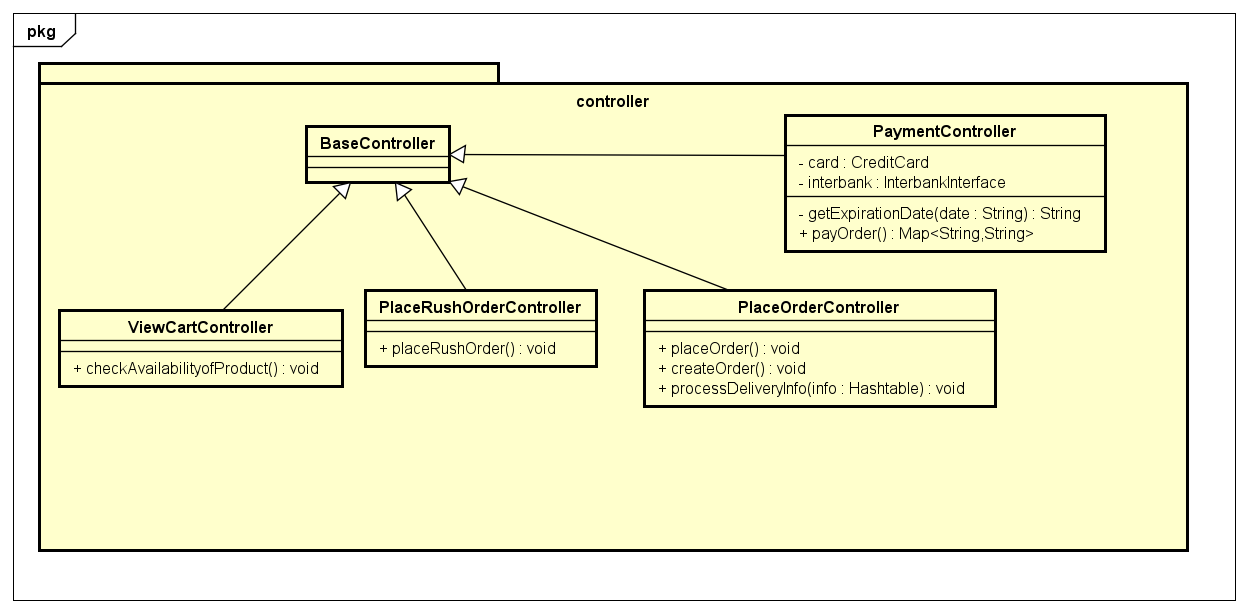 pkg
controller
BaseController
PaymentController
- card : CreditCard
- interbank : InterbankInterface
- getExpirationDate(date : String) : String
+ payOrder() : Map<String,String>
ViewCartController
+ checkAvailabilityofProduct() : void
PlaceRushOrderController
+ placeRushOrder() : void
PlaceOrderController
+ placeOrder() : void
+ createOrder() : void
+ processDeliveryInfo(info : Hashtable) : void